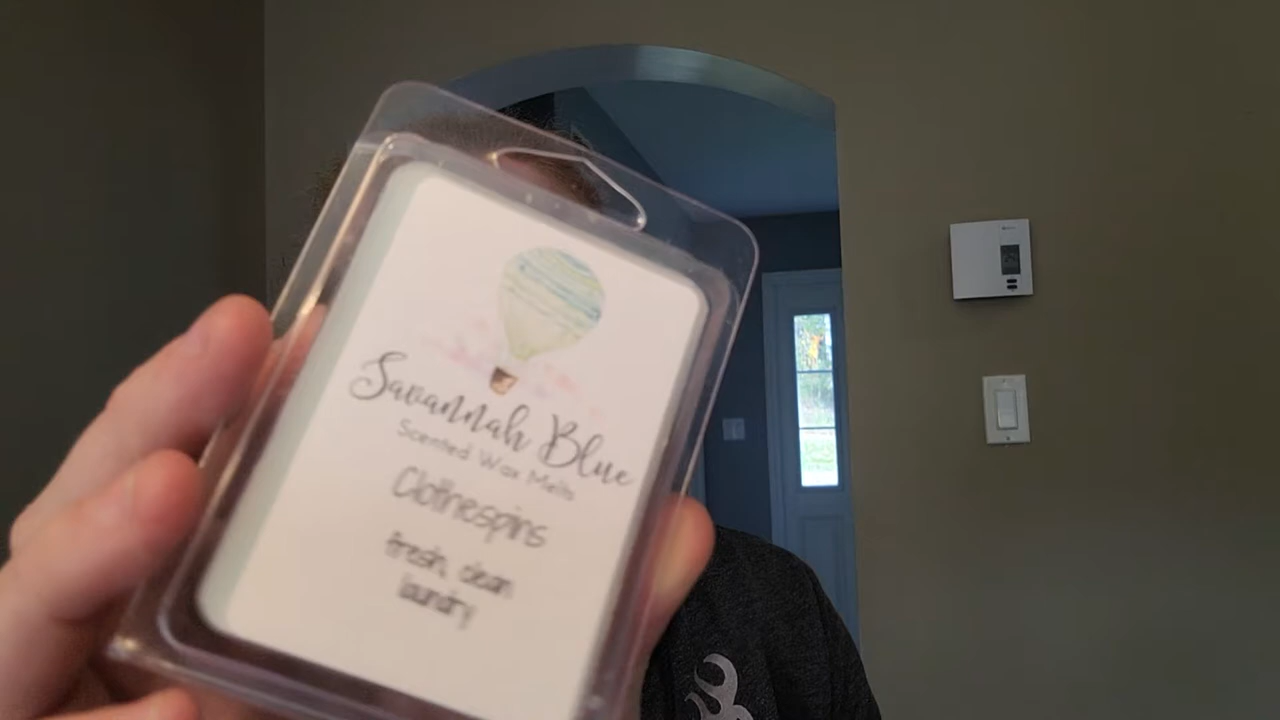 Savannah Blue
Scented Wax Melts
Clothespins
fresh, clean
laundry